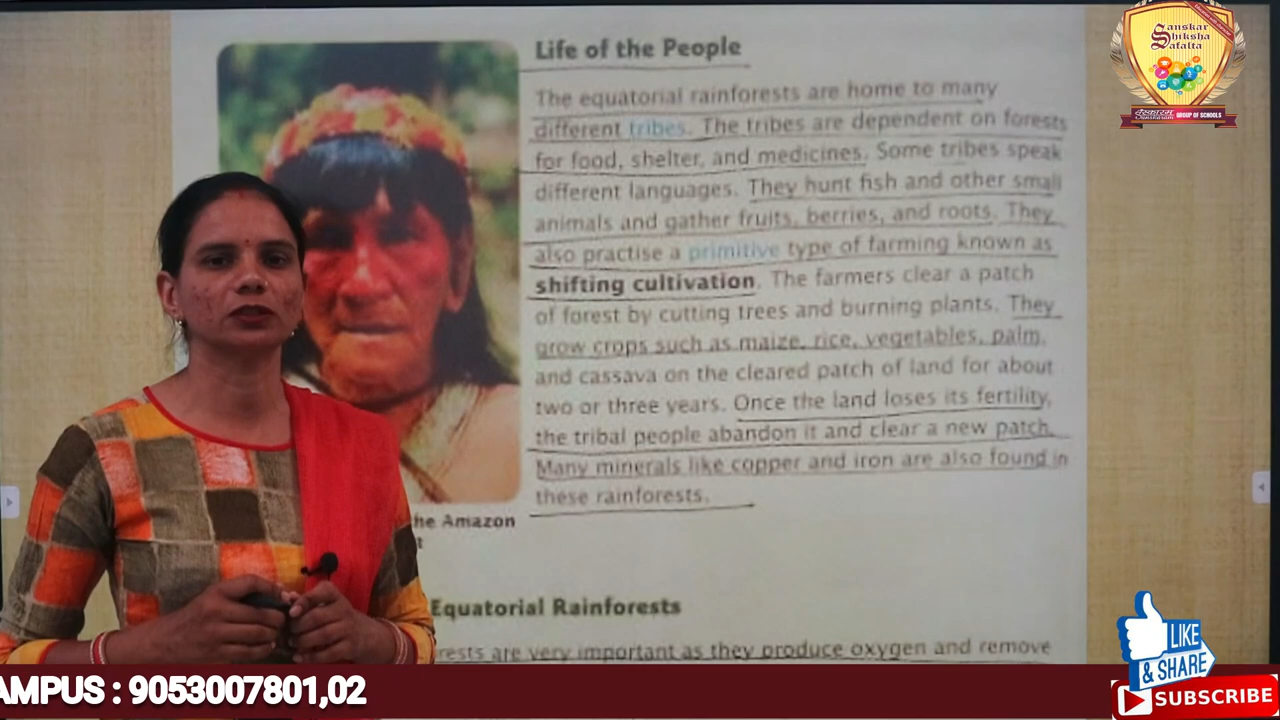 Life of the People
The equatorial rainforests are home to many
different tribes. The tribes are dependent on forests
for food, shelter, and medicines. Some tribes speak
different languages. They hunt fish and other small
animals and gather fruits, berries, and roots. They
also practise a primitive type of farming known as
shifting cultivation. The farmers clear a patch
of forest by cutting trees and burning plants. They
grow crops such as maize, rice, vegetables, palm,
and cassava on the cleared patch of land for about
two or three years. Once the land loses its fertility,
the tribal people abandon it and clear a new patch.
Many minerals like copper and iron are also found in
these rainforests.
he Amazon
t
Equatorial Rainforests
rests are very important as they produce oxygen and remove
Sanskar
Shiksha
Safalta
संस्कारम्
Sanskaram
GROUP OF SCHOOLS
LIKE
& SHARE
SUBSCRIBE
AMPUS : 9053007801,02